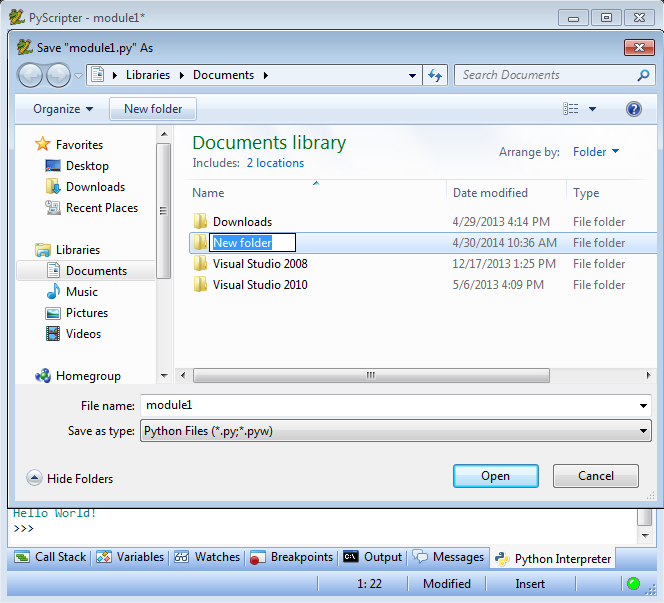 PyScripter - module1*
Save "module1.py" As
Libraries Documents Search Documents
Organize New folder
Favorites
Desktop
Downloads
Recent Places
Libraries
Documents
Music
Pictures
Videos
Homegroup
Documents library
Includes: 2 locations
Arrange by: Folder
Name Date modified Type
Downloads 4/29/2013 4:14 PM File folder
New folder 4/30/2014 10:36 AM File folder
Visual Studio 2008 12/17/2013 1:25 PM File folder
Visual Studio 2010 5/6/2013 4:09 PM File folder
File name: module1
Save as type: Python Files (*.py;*.pyw)
Hide Folders Open Cancel
Hello World!
>>>
Call Stack Variables Watches Breakpoints Output Messages Python Interpreter
1: 22 Modified Insert